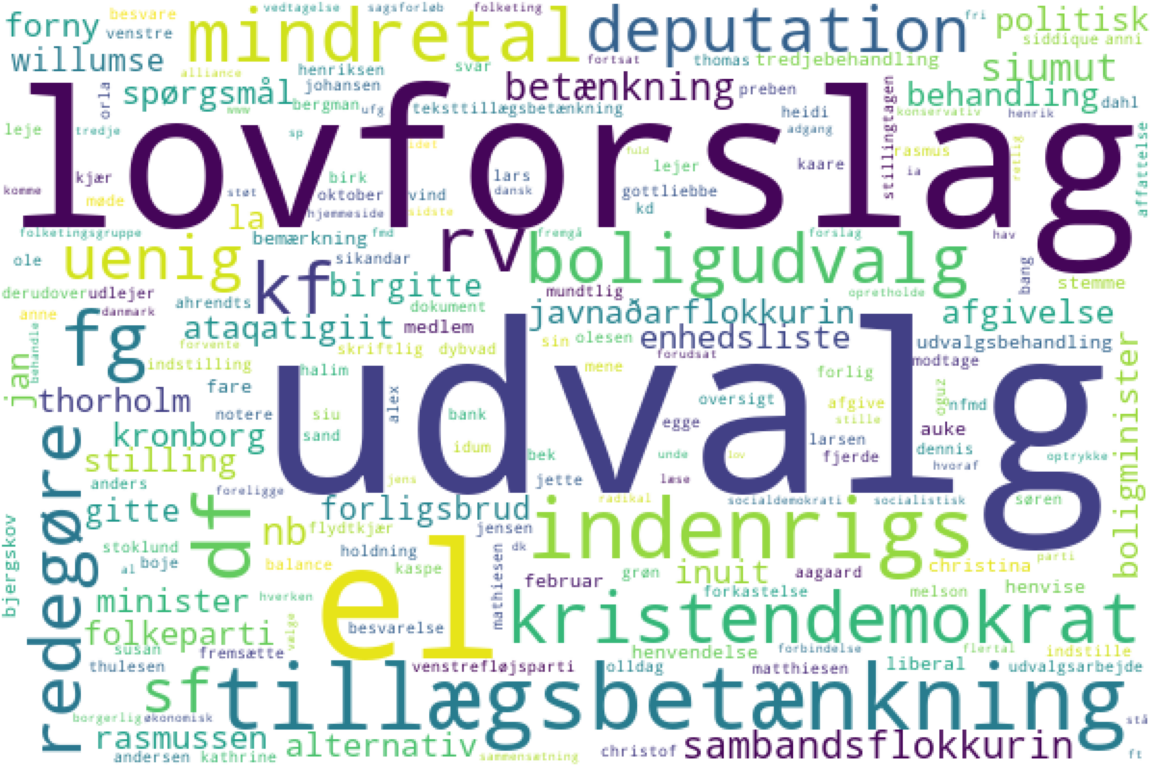 besvare
vedtagelse
sagsforløb
folketing
fri
forny
venstre
mindretal
deputation
politisk
siddique
anni
willumse
alliance
henriksen
svar
fortsat
thomas
tredjebehandling
siumut
orla
spørgsmål
johansen
betænkning
preben
behandling
dahl
www
bergman
ufg
teksttillægsbetænkning
heidi
konservativ
henrik
leje
tredje
sp
idet
adgang
stillingtagen
lovforslag
fuld
rasmus
retlig
affattelse
komme
kjær
birk
lars
lejer
kaare
ia
møde
støt
oktober
vind
dansk
gottliebbe
la
hjemmeside
sidste
kd
folketingsgruppe
bemærkning
fmd
rv
fremgå
forslag
hav
ole
uenig
sikandar
boligudvalg
bang
stemme
kf
birgitte
mundtlig
opretholde
derudover
udlejer
ahrendts
dokument
anne
danmark
javnaðarflokkurin
afgivelse
fg
ataqatigiit
medlem
olesen
enhedsliste
udvalgsbehandling
behandle
jan
forvente
skriftlig
dybvad
sin
forudsat
modtage
indstilling
halim
mene
forlig
udvalg
thorholm
fare
alex
oversigt
afgive
oguz
nfmd
notere
siu
bank
egge
stille
auke
boligminister
kronborg
sand
idum
larsen
dennis
stilling
bek
unde
lov
fjerde
hvoraf
optrykke
anders
foreligge
jens
jette
læse
redegøre
gitte
forligsbrud
radikal
socialdemokrati
socialistisk
søren
df
nb
flydtkjær
jensen
indenrigs
bjergskov
stoklund
holdning
dk
parti
al
boje
balance
kaspe
el
mathiesen
grøn
inuit
aagaard
christina
februar
forkastelse
melson
henvise
minister
hverken
kristendemokrat
folkeparti
vælge
besvarelse
susan
fremsætte
henvendelse
forbindelse
flertal
indstille
thulesen
venstrefløjsparti
olldag
matthiesen
liberal
udvalgsarbejde
sf
tillægsbetænkning
borgerlig
økonomisk
stå
rasmussen
alternativ
christof
sambandsflokkurin
andersen
kathrine
sammensætning
ft